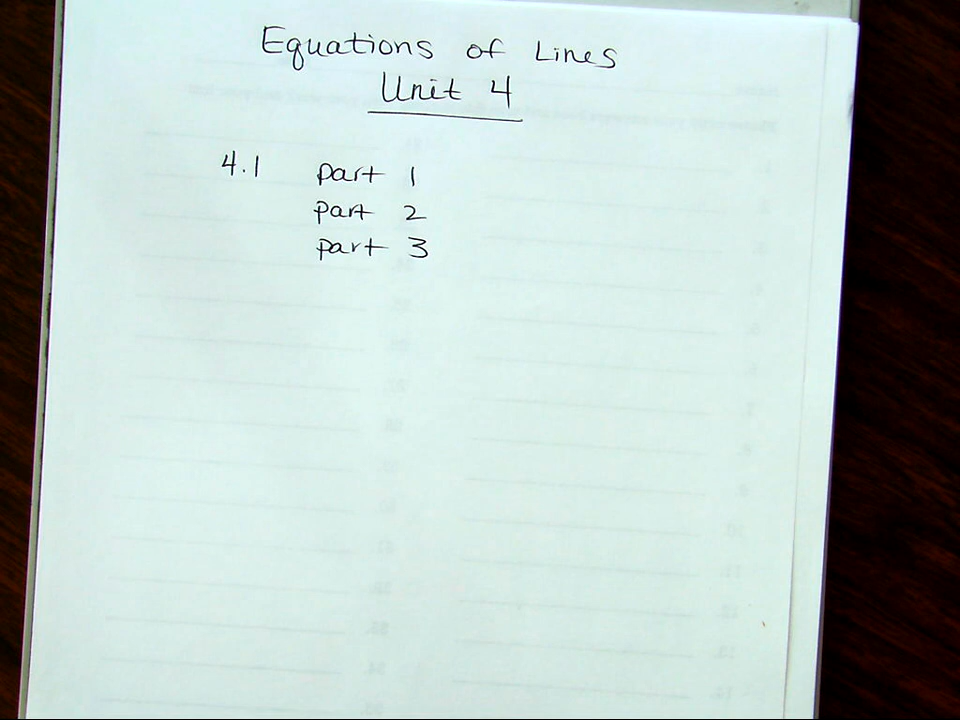 Equations of Lines
Unit 4
4.1 part 1
part 2
part 3